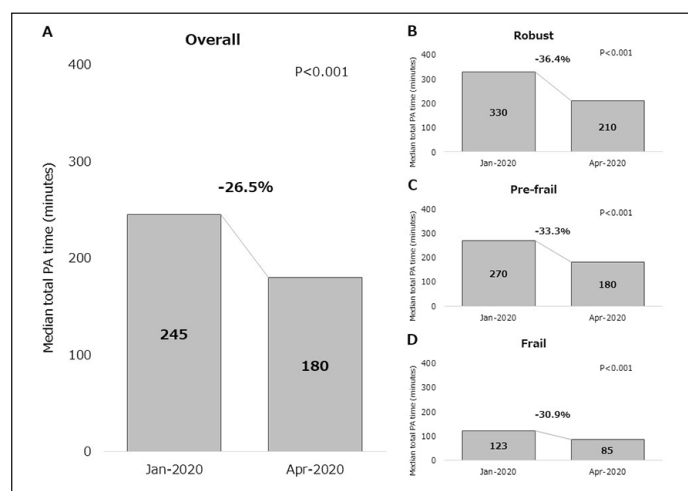 A
Overall
P<0.001
Median total PA time (minutes)
400
300
200
100
0
-26.5%
245
180
Jan-2020
Apr-2020
B
Robust
P<0.001
Median total PA time (minutes)
400
300
200
100
0
-36.4%
330
210
Jan-2020
Apr-2020
C
Pre-frail
P<0.001
Median total PA time (minutes)
400
300
200
100
0
-33.3%
270
180
Jan-2020
Apr-2020
D
Frail
P<0.001
Median total PA time (minutes)
400
300
200
100
0
-30.9%
123
85
Jan-2020
Apr-2020